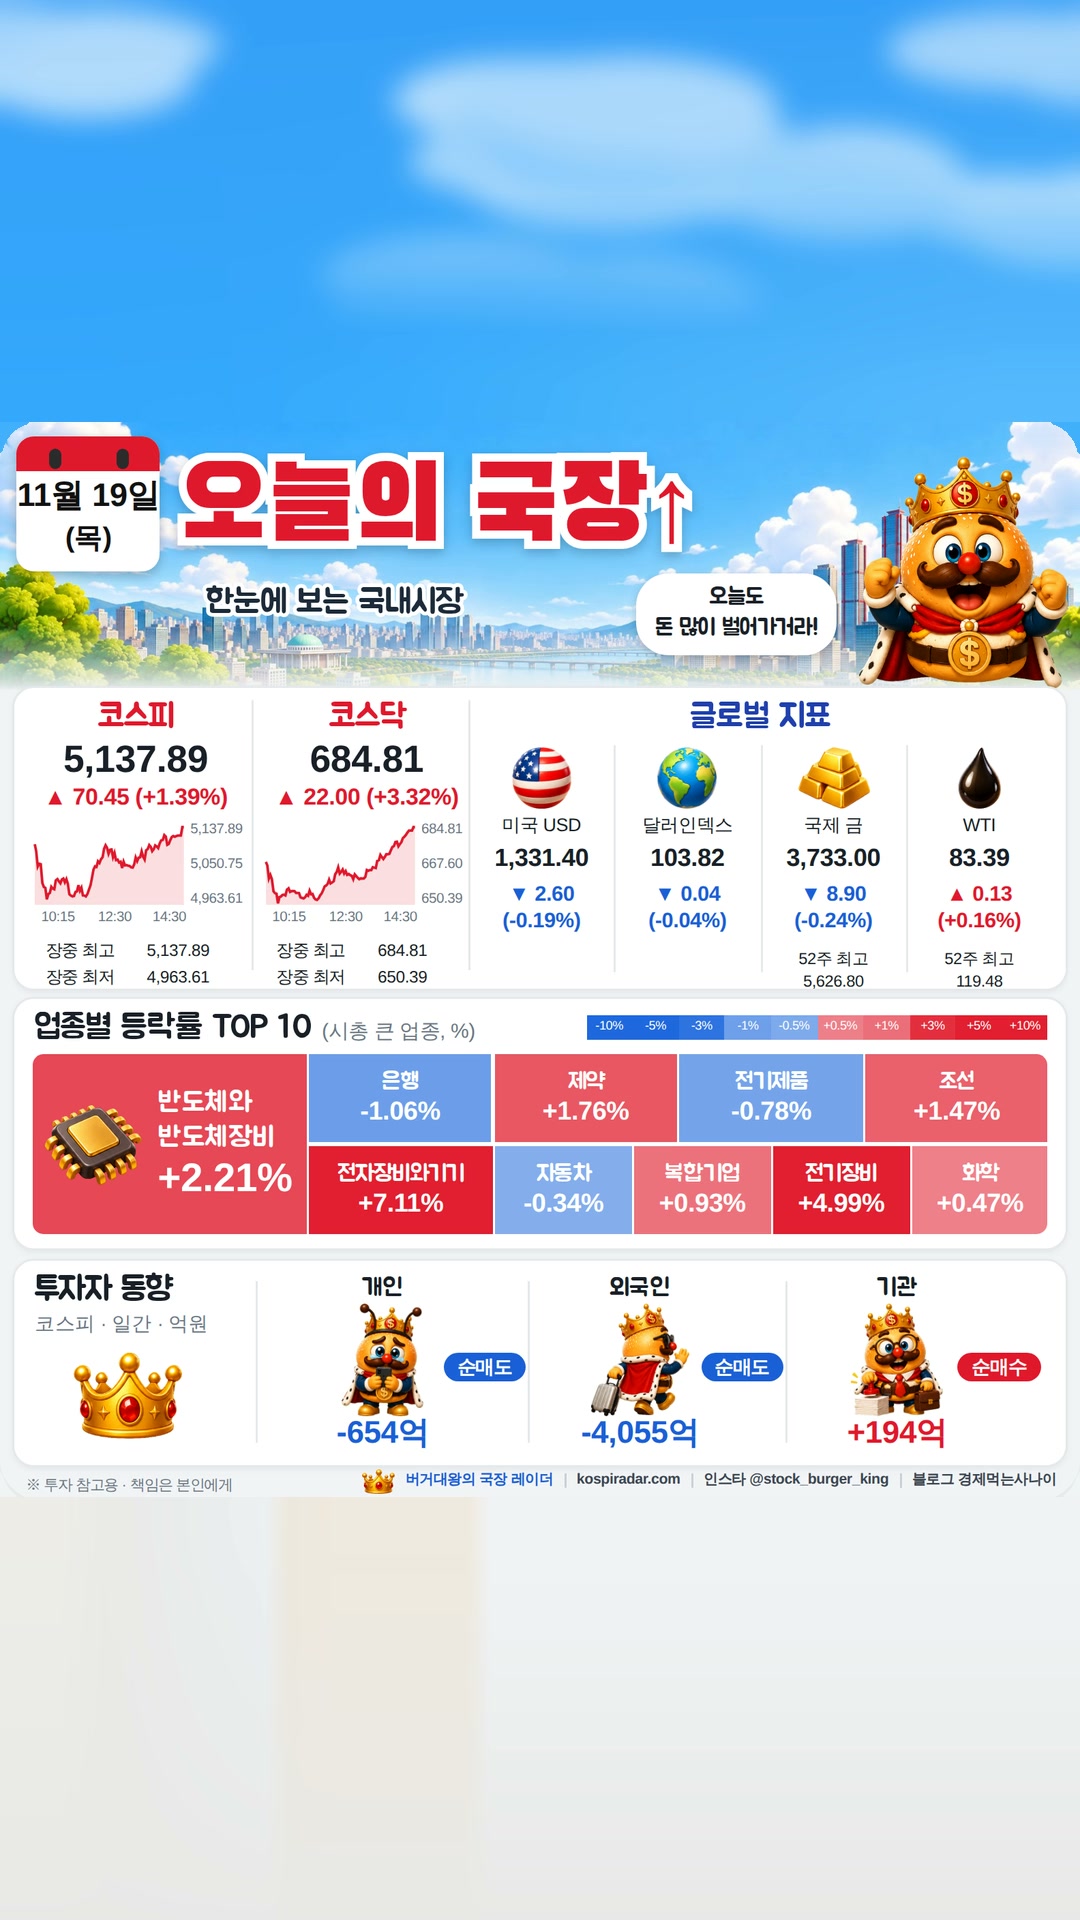 11월 19일
(목)
오늘의 국장↑
한눈에 보는 국내시장
오늘도
돈 많이 벌어가거라!
코스피
5,137.89
▲ 70.45 (+1.39%)
5,137.89
5,050.75
4,963.61
10:15 12:30 14:30
장중 최고 5,137.89
장중 최저 4,963.61
코스닥
684.81
▲ 22.00 (+3.32%)
684.81
667.60
650.39
10:15 12:30 14:30
장중 최고 684.81
장중 최저 650.39
글로벌 지표
미국 USD
1,331.40
▼ 2.60
(-0.19%)
달러인덱스
103.82
▼ 0.04
(-0.04%)
국제 금
3,733.00
▼ 8.90
(-0.24%)
52주 최고
5,626.80
WTI
83.39
▲ 0.13
(+0.16%)
52주 최고
119.48
업종별 등락률 TOP 10 (시총 큰 업종, %)
-10% -5% -3% -1% -0.5% +0.5% +1% +3% +5% +10%
반도체와
반도체장비
+2.21%
은행
-1.06%
제약
+1.76%
전기제품
-0.78%
조선
+1.47%
전자장비와기기
+7.11%
자동차
-0.34%
복합기업
+0.93%
전기장비
+4.99%
화학
+0.47%
투자자 동향
코스피 · 일간 · 억원
개인
순매도
-654억
외국인
순매도
-4,055억
기관
순매수
+194억
※ 투자 참고용 · 책임은 본인에게
버거대왕의 국장 레이더 | kospiradar.com | 인스타 @stock_burger_king | 블로그 경제먹는사나이